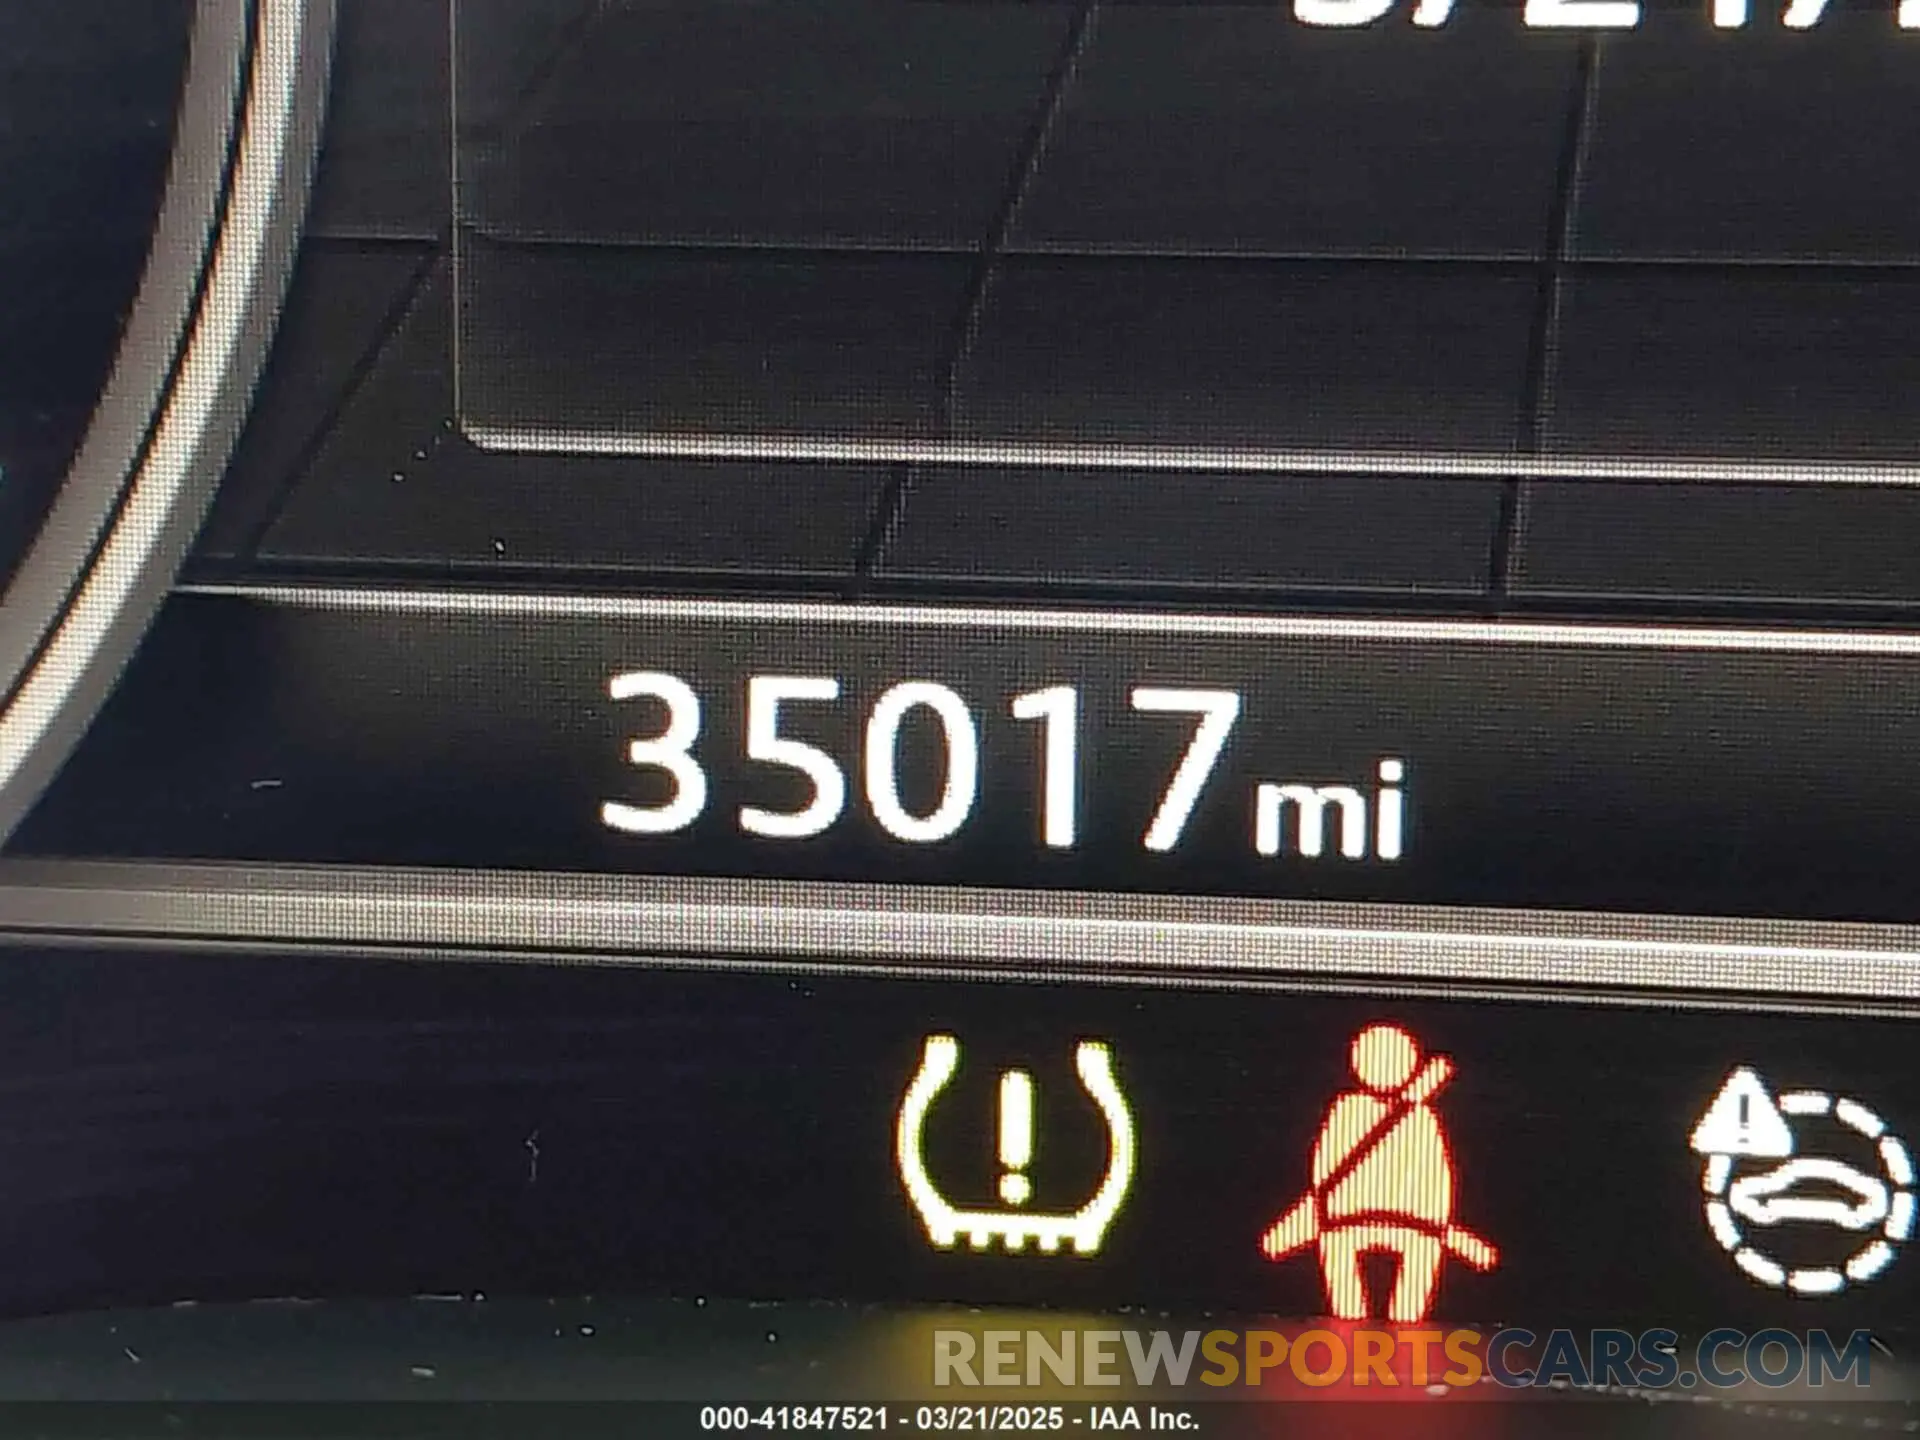 35017 mi
RENEWSPORTSCARS.COM
000-41847521 - 03/21/2025 - IAA Inc.